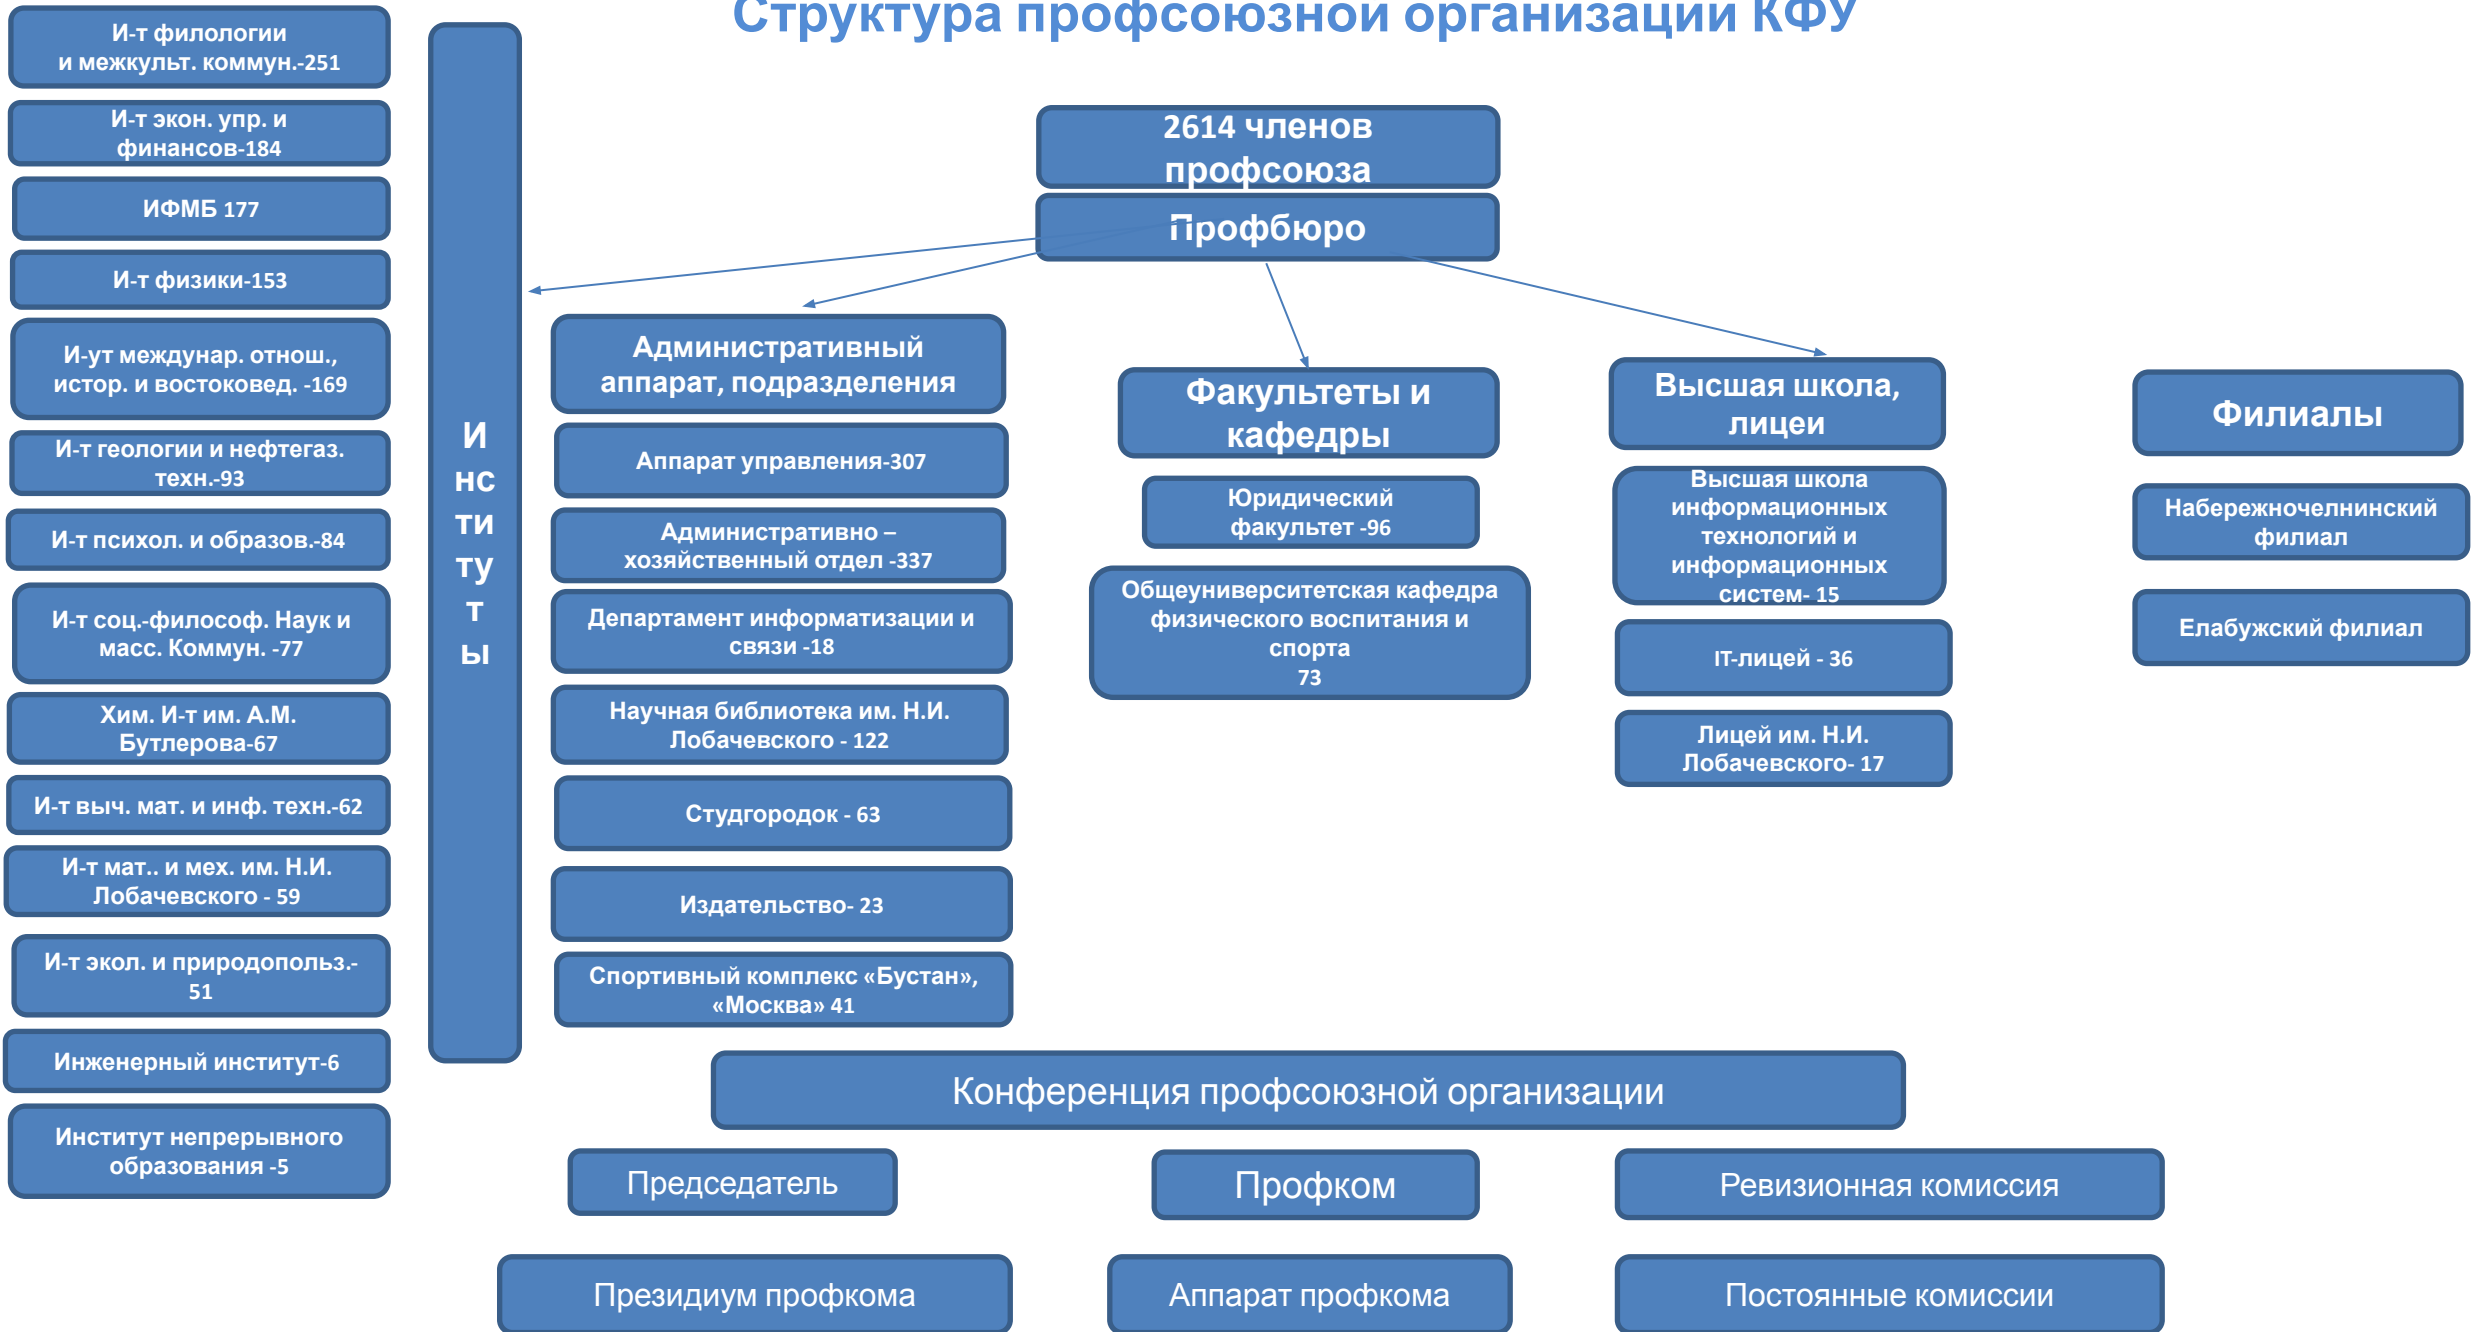 Структура профсоюзной организации КФУ
И-т филологии
и межкульт. коммун.-251
И-т экон. упр. и
финансов-184
ИФМБ 177
И-т физики-153
И-ут междунар. отнош.,
истор. и востоковед. -169
И-т геологии и нефтегаз.
техн.-93
И-т психол. и образов.-84
И-т соц.-философ. Наук и
масс. Коммун. -77
Хим. И-т им. А.М.
Бутлерова-67
И-т выч. мат. и инф. техн.-62
И-т мат.. и мех. им. Н.И.
Лобачевского - 59
И-т экол. и природопольз.-
51
Инженерный институт-6
Институт непрерывного
образования -5
И
нс
ти
ту
т
ы
2614 членов
профсоюза
Профбюро
Административный
аппарат, подразделения
Аппарат управления-307
Административно –
хозяйственный отдел -337
Департамент информатизации и
связи -18
Научная библиотека им. Н.И.
Лобачевского - 122
Студгородок - 63
Издательство- 23
Спортивный комплекс «Бустан»,
«Москва» 41
Факультеты и
кафедры
Юридический
факультет -96
Общеуниверситетская кафедра
физического воспитания и
спорта
73
Высшая школа,
лицеи
Высшая школа
информационных
технологий и
информационных
систем- 15
IT-лицей - 36
Лицей им. Н.И.
Лобачевского- 17
Филиалы
Набережночелнинский
филиал
Елабужский филиал
Конференция профсоюзной организации
Председатель
Профком
Ревизионная комиссия
Президиум профкома
Аппарат профкома
Постоянные комиссии